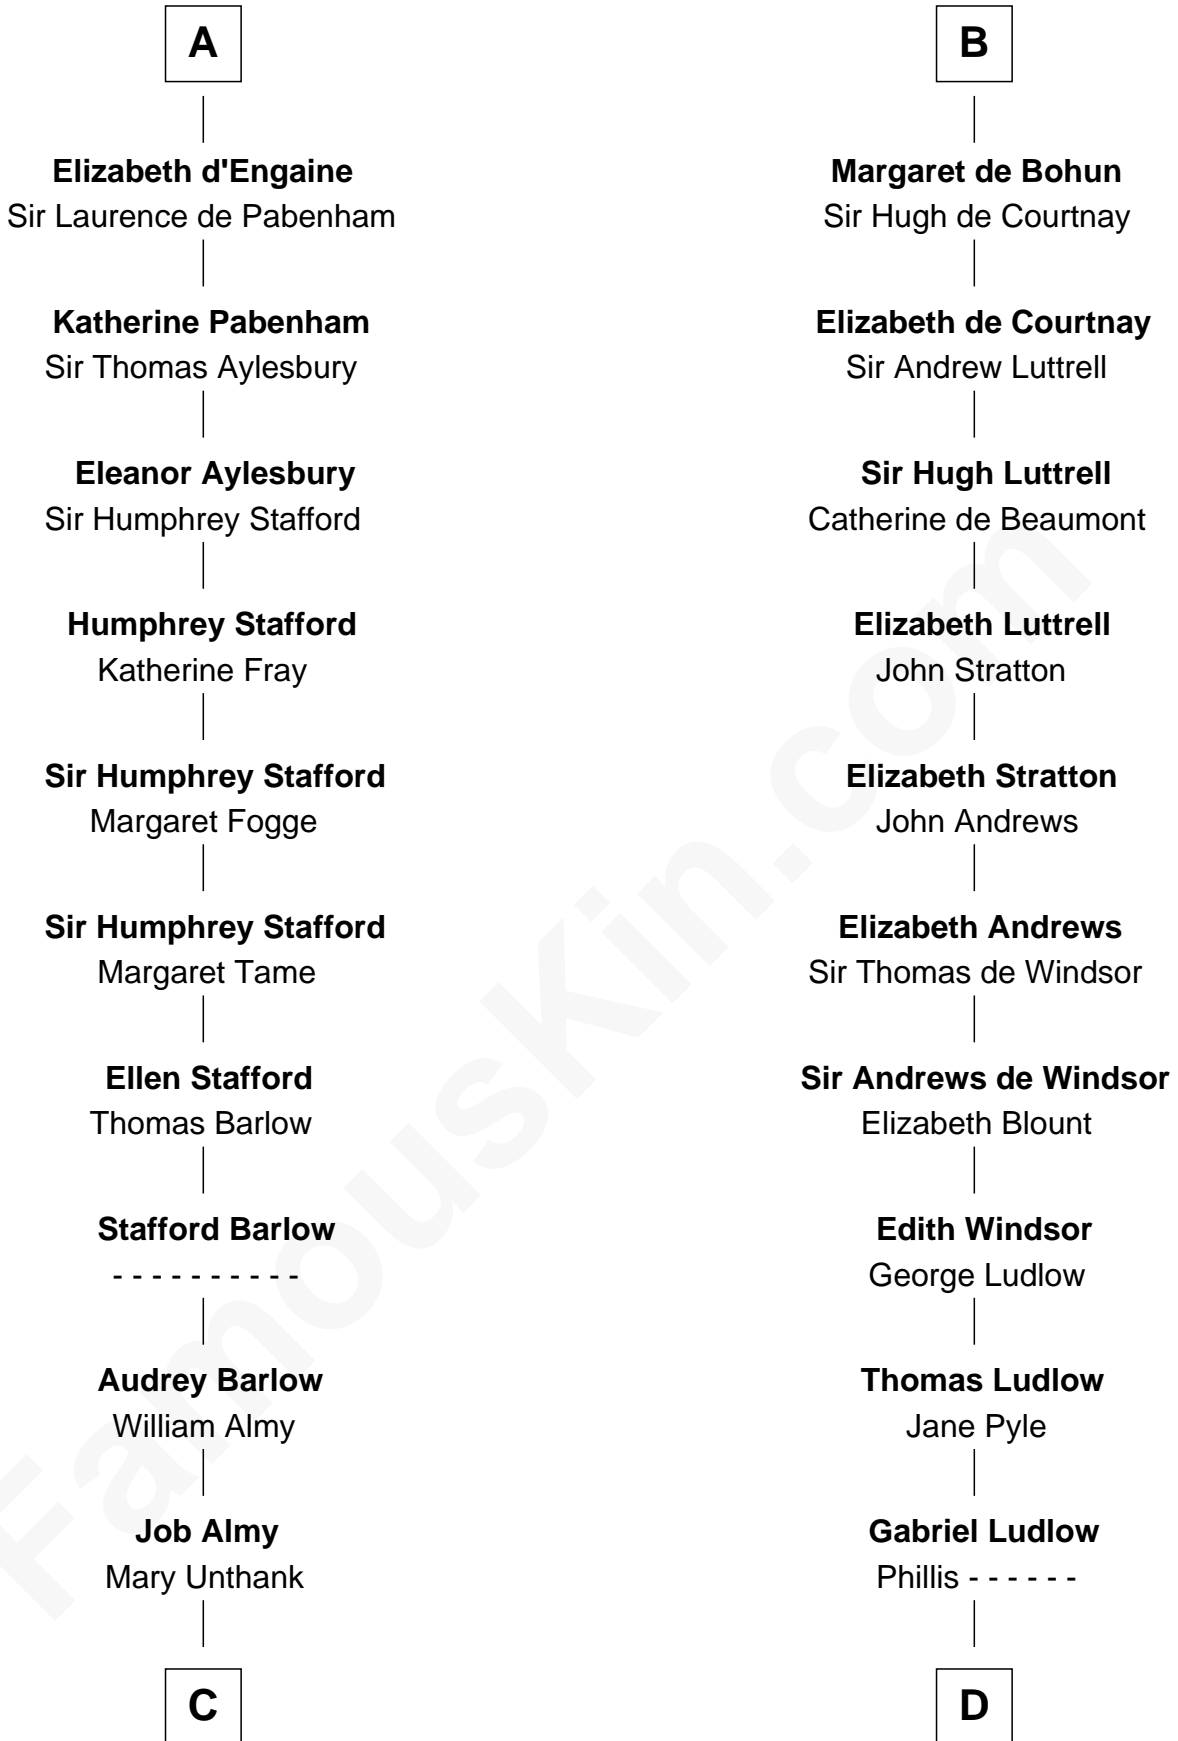 A
Elizabeth d'Engaine
Sir Laurence de Pabenham
Katherine Pabenham
Sir Thomas Aylesbury
Eleanor Aylesbury
Sir Humphrey Stafford
Humphrey Stafford
Katherine Fray
Sir Humphrey Stafford
Margaret Fogge
Sir Humphrey Stafford
Margaret Tame
Ellen Stafford
Thomas Barlow
Stafford Barlow
- - - - - - - - - -
Audrey Barlow
William Almy
Job Almy
Mary Unthank
C
B
Margaret de Bohun
Sir Hugh de Courtnay
Elizabeth de Courtnay
Sir Andrew Luttrell
Sir Hugh Luttrell
Catherine de Beaumont
Elizabeth Luttrell
John Stratton
Elizabeth Stratton
John Andrews
Elizabeth Andrews
Sir Thomas de Windsor
Sir Andrews de Windsor
Elizabeth Blount
Edith Windsor
George Ludlow
Thomas Ludlow
Jane Pyle
Gabriel Ludlow
Phillis - - - - - -
D
FamousKin.com